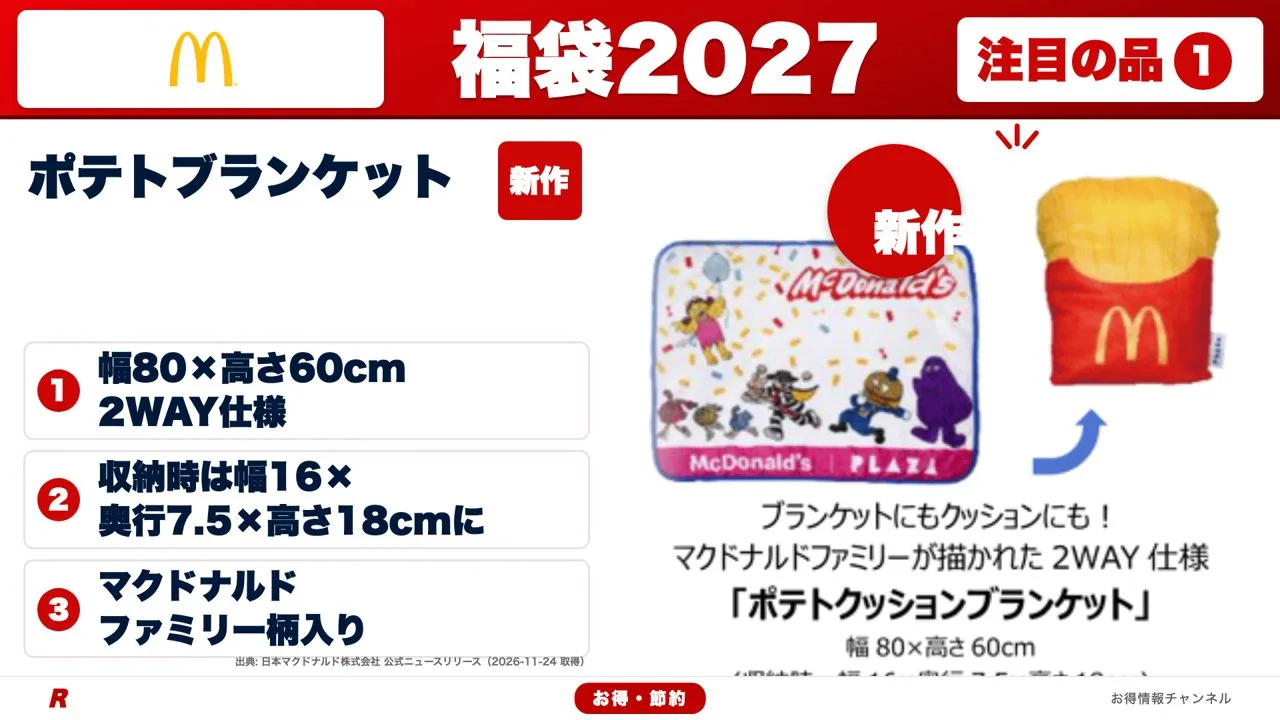 福袋2027
注目の品 1
ポテトブランケット
新作
新作
McDonald's
McDonald's | PLAZA
1
幅80×高さ60cm
2WAY仕様
2
収納時は幅16×
奥行7.5×高さ18cmに
3
マクドナルド
ファミリー柄入り
出典: 日本マクドナルド株式会社 公式ニュースリリース（2026-11-24 取得）
ブランケットにもクッションにも！
マクドナルドファミリーが描かれた 2WAY 仕様
「ポテトクッションブランケット」
幅 80×高さ 60cm
R
お得・節約
お得情報チャンネル